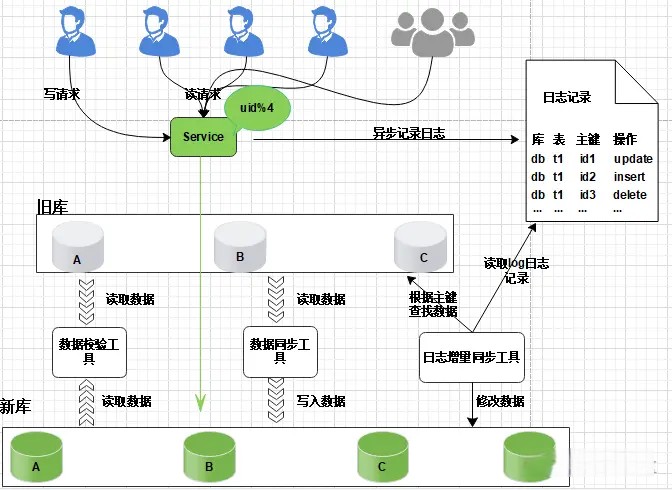 写请求
读请求
uid%4
Service
异步记录日志
日志记录
库 表 主键 操作
db t1 id1 update
db t1 id2 insert
db t1 id3 delete
... ... ... ...
旧库
A
B
C
读取数据
读取数据
根据主键
查找数据
读取log日志
记录
数据校验工
具
数据同步工
具
日志增量同步工具
读取数据
写入数据
修改数据
新库
A
B
C